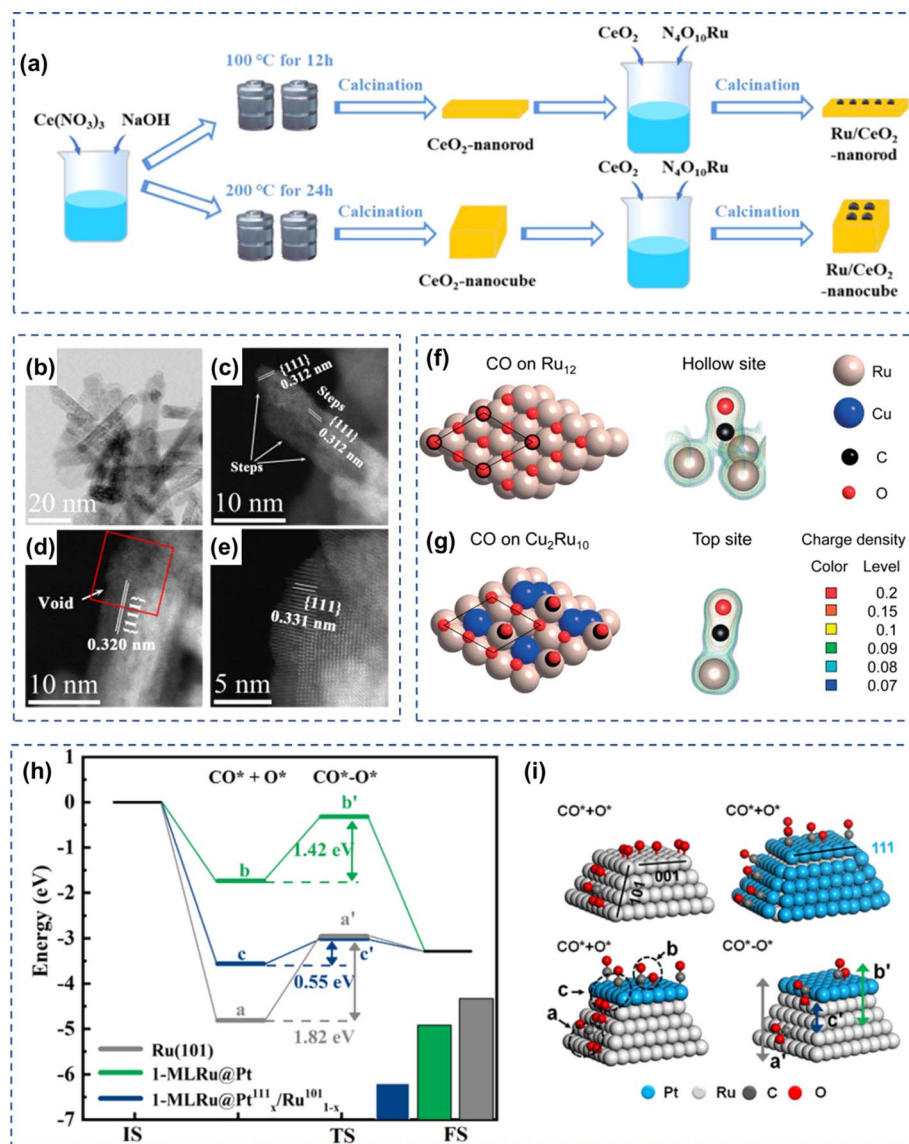 (a)
Ce(NO₃)₃ NaOH
100 °C for 12h
Calcination
CeO₂-nanorod
CeO₂ N₄O₁₀Ru
Calcination
Ru/CeO₂
-nanorod
200 °C for 24h
Calcination
CeO₂-nanocube
CeO₂ N₄O₁₀Ru
Calcination
Ru/CeO₂
-nanocube
(b)
20 nm
(c)
{111}
0.312 nm
Steps
{111}
0.312 nm
Steps
10 nm
(d)
Void
{111}
0.320 nm
10 nm
(e)
{111}
0.331 nm
5 nm
(f)
CO on Ru₁₂
Hollow site
Ru
Cu
C
O
(g)
CO on Cu₂Ru₁₀
Top site
Charge density
Color Level
0.2
0.15
0.1
0.09
0.08
0.07
(h)
CO* + O* CO*-O*
Energy (eV)
0
-1
-2
-3
-4
-5
-6
-7
b
b'
1.42 eV
a'
c
c'
0.55 eV
a
1.82 eV
Ru(101)
1-MLRu@Pt
1-MLRu@Pt¹¹¹ₓ/Ru¹⁰¹₁₋ₓ
IS TS FS
(i)
CO*+O*
001
101
CO*+O*
111
CO*+O*
b
c
a
CO*-O*
b'
c'
a'
Pt Ru C O